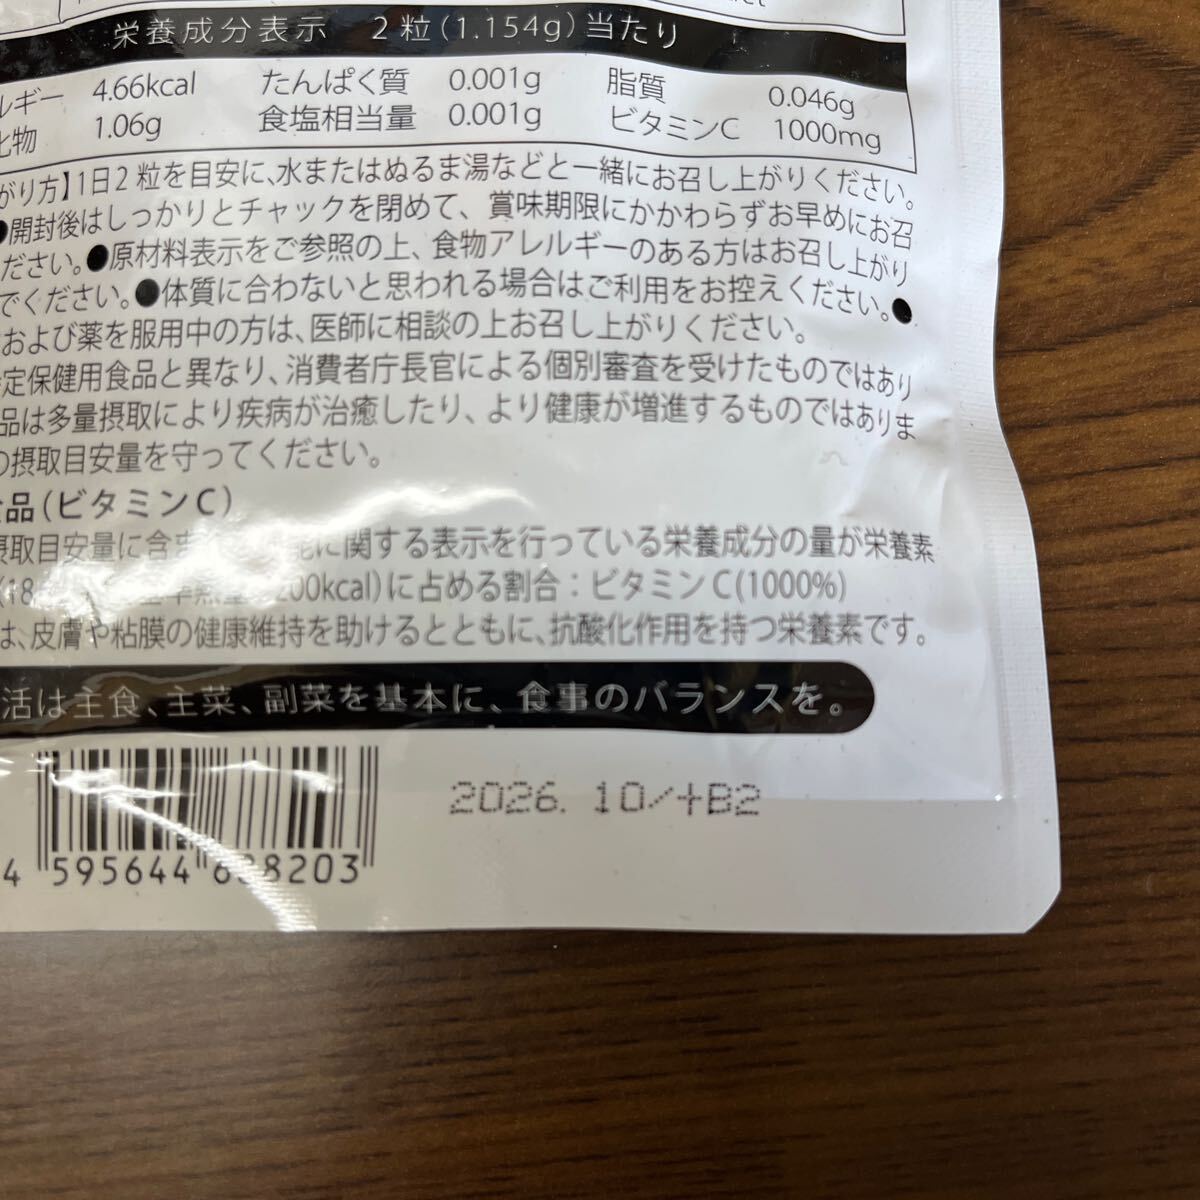 栄養成分表示 2粒(1.154g)当たり
ルギー 4.66kcal たんぱく質 0.001g 脂質 0.046g
化物 1.06g 食塩相当量 0.001g ビタミンC 1000mg
がり方】1日2粒を目安に、水またはぬるま湯などと一緒にお召し上がりください。
●開封後はしっかりとチャックを閉めて、賞味期限にかかわらずお早めにお召
ださい。●原材料表示をご参照の上、食物アレルギーのある方はお召し上がり
でください。●体質に合わないと思われる場合はご利用をお控えください。●
および薬を服用中の方は、医師に相談の上お召し上がりください。
定保健用食品と異なり、消費者庁長官による個別審査を受けたものではあり
品は多量摂取により疾病が治癒したり、より健康が増進するものではありま
の摂取目安量を守ってください。
食品(ビタミンC)
摂取目安量に含ま に関する表示を行っている栄養成分の量が栄養素
(18 200kcal)に占める割合:ビタミンC(1000%)
は、皮膚や粘膜の健康維持を助けるとともに、抗酸化作用を持つ栄養素です。
活は主食、主菜、副菜を基本に、食事のバランスを。
2026. 10/+B2
4 595644 638203